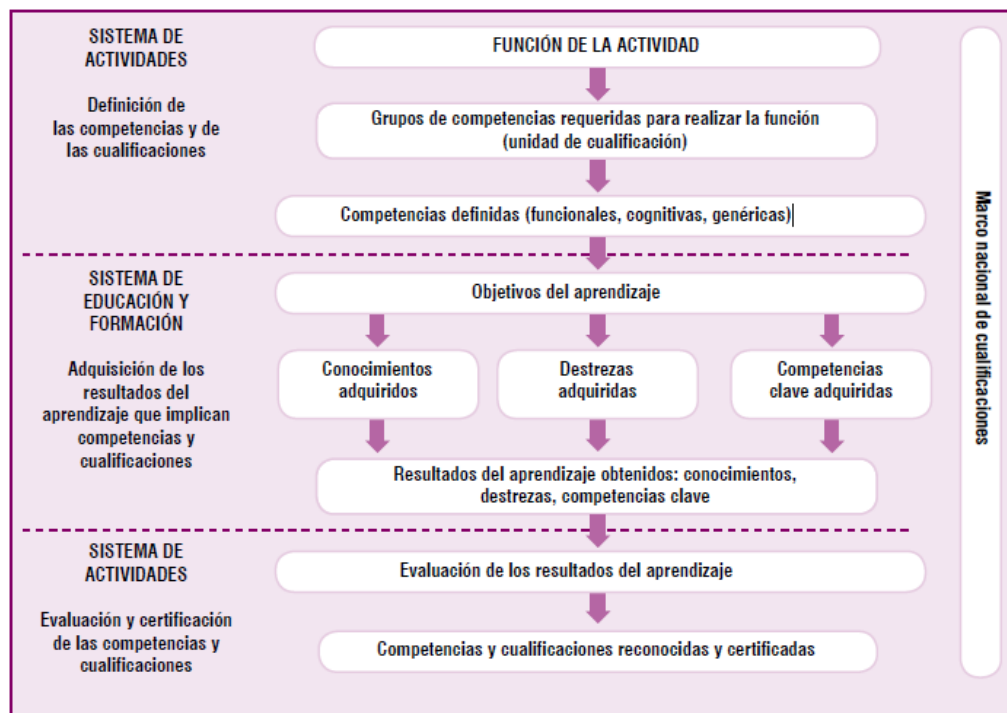 SISTEMA DE
ACTIVIDADES
Definición de
las competencias y de
las cualificaciones
FUNCIÓN DE LA ACTIVIDAD
Grupos de competencias requeridas para realizar la función
(unidad de cualificación)
Competencias definidas (funcionales, cognitivas, genéricas)
SISTEMA DE
EDUCACIÓN Y
FORMACIÓN
Adquisición de los
resultados del
aprendizaje que implican
competencias y
cualificaciones
Objetivos del aprendizaje
Conocimientos
adquiridos
Destrezas
adquiridas
Competencias
clave adquiridas
Resultados del aprendizaje obtenidos: conocimientos,
destrezas, competencias clave
SISTEMA DE
ACTIVIDADES
Evaluación y certificación
de las competencias y
cualificaciones
Evaluación de los resultados del aprendizaje
Competencias y cualificaciones reconocidas y certificadas
Marco nacional de cualificaciones